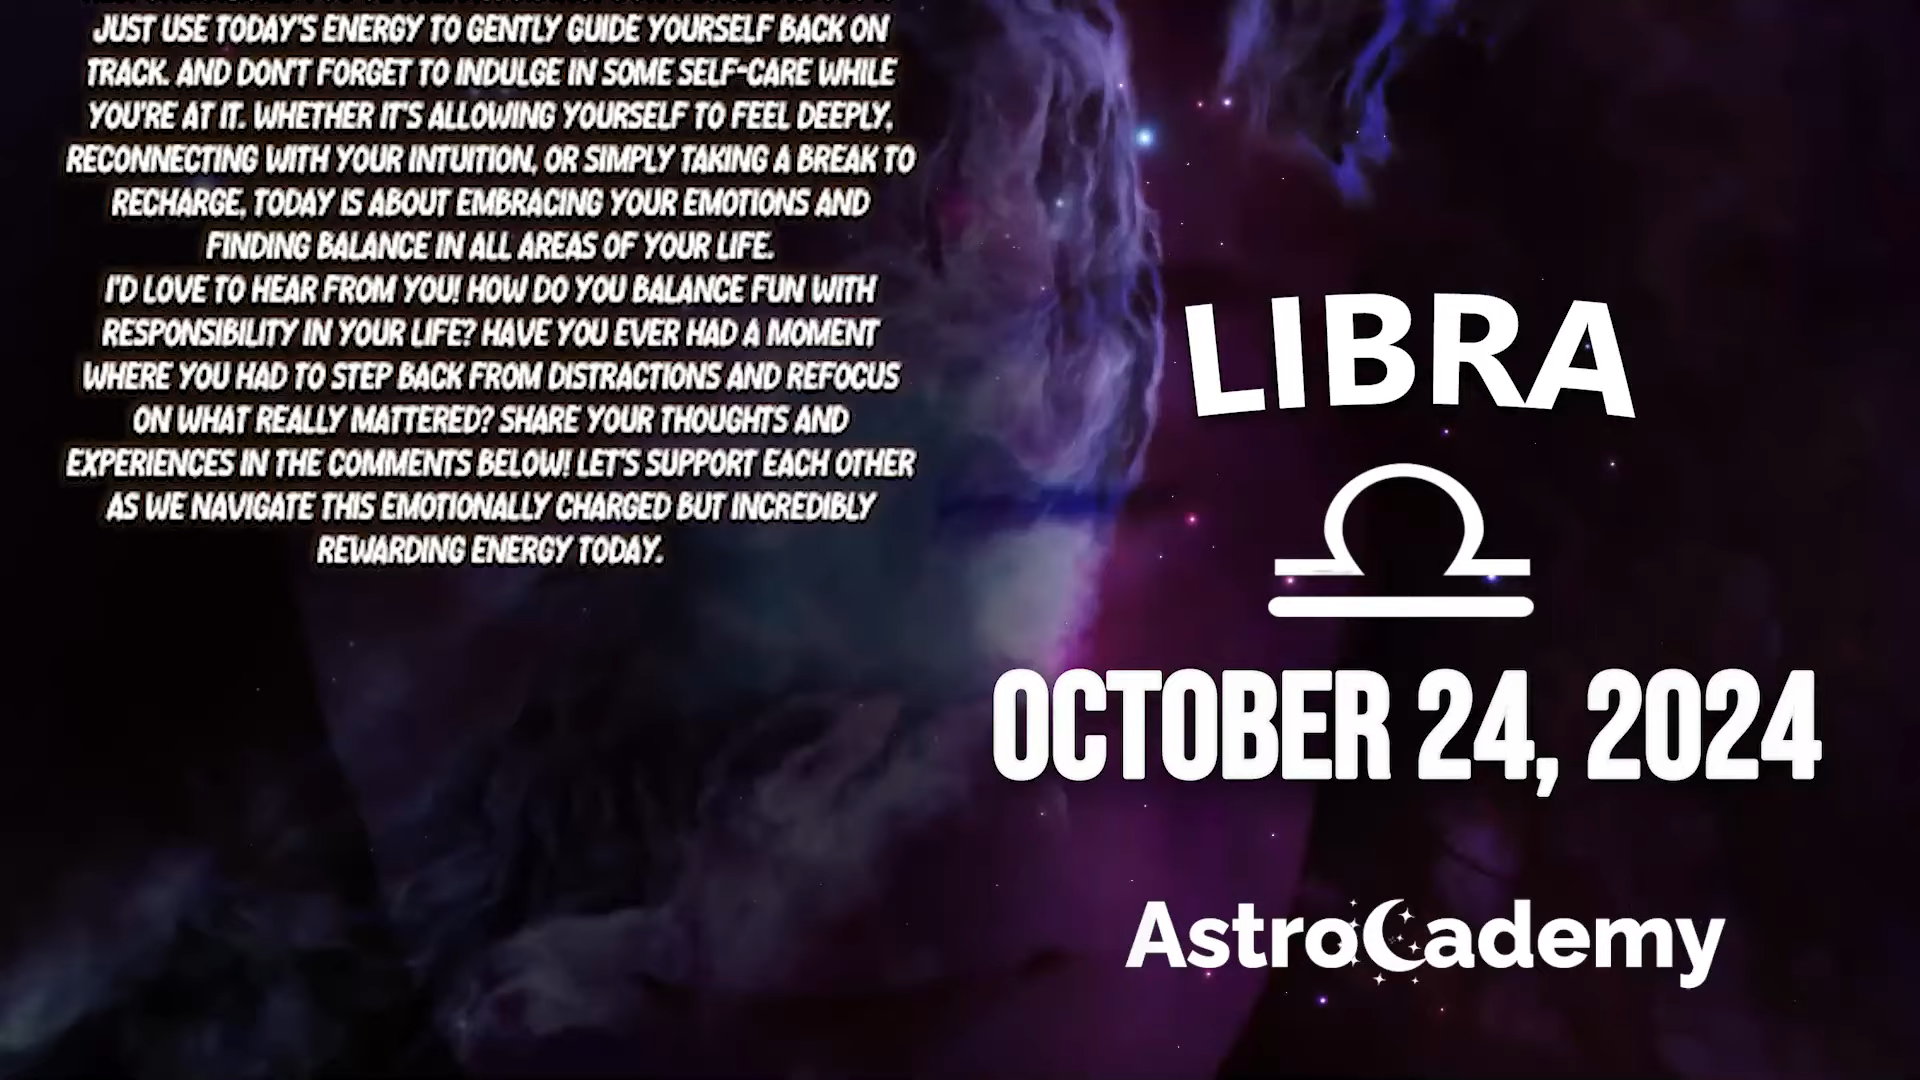 JUST USE TODAY'S ENERGY TO GENTLY GUIDE YOURSELF BACK ON
TRACK. AND DON'T FORGET TO INDULGE IN SOME SELF-CARE WHILE
YOU'RE AT IT. WHETHER IT'S ALLOWING YOURSELF TO FEEL DEEPLY,
RECONNECTING WITH YOUR INTUITION, OR SIMPLY TAKING A BREAK TO
RECHARGE, TODAY IS ABOUT EMBRACING YOUR EMOTIONS AND
FINDING BALANCE IN ALL AREAS OF YOUR LIFE.
I'D LOVE TO HEAR FROM YOU! HOW DO YOU BALANCE FUN WITH
RESPONSIBILITY IN YOUR LIFE? HAVE YOU EVER HAD A MOMENT
WHERE YOU HAD TO STEP BACK FROM DISTRACTIONS AND REFOCUS
ON WHAT REALLY MATTERED? SHARE YOUR THOUGHTS AND
EXPERIENCES IN THE COMMENTS BELOW! LET'S SUPPORT EACH OTHER
AS WE NAVIGATE THIS EMOTIONALLY CHARGED BUT INCREDIBLY
REWARDING ENERGY TODAY.
LIBRA
OCTOBER 24, 2024
AstroCademy